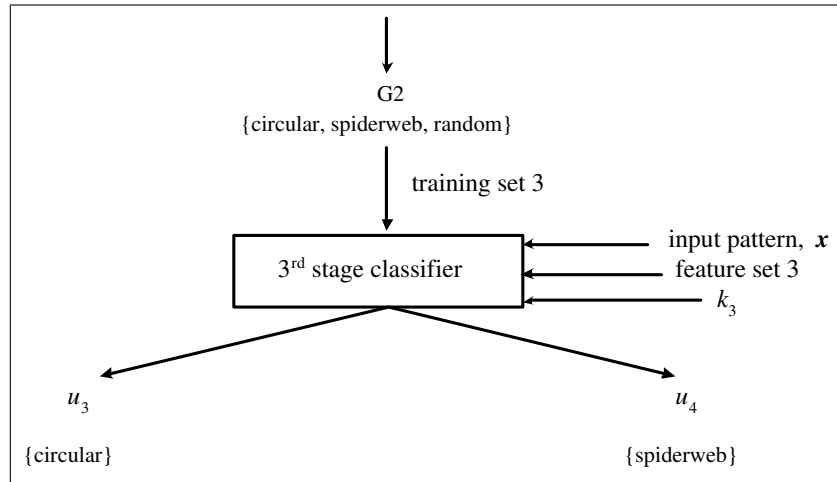 G2
{circular, spiderweb, random}
training set 3
3rd stage classifier
input pattern, x
feature set 3
k3
u3
u4
{circular}
{spiderweb}